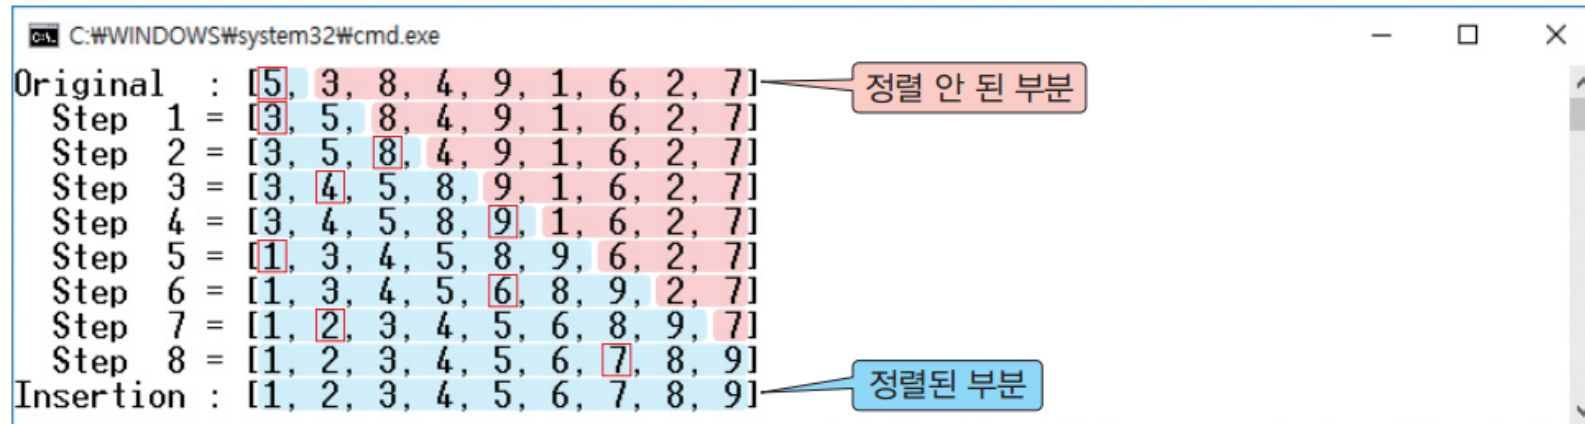 C:₩WINDOWS₩system32₩cmd.exe
Original : [5, 3, 8, 4, 9, 1, 6, 2, 7]
정렬 안 된 부분
Step 1 = [3, 5, 8, 4, 9, 1, 6, 2, 7]
Step 2 = [3, 5, 8, 4, 9, 1, 6, 2, 7]
Step 3 = [3, 4, 5, 8, 9, 1, 6, 2, 7]
Step 4 = [3, 4, 5, 8, 9, 1, 6, 2, 7]
Step 5 = [1, 3, 4, 5, 8, 9, 6, 2, 7]
Step 6 = [1, 3, 4, 5, 6, 8, 9, 2, 7]
Step 7 = [1, 2, 3, 4, 5, 6, 8, 9, 7]
Step 8 = [1, 2, 3, 4, 5, 6, 7, 8, 9]
Insertion : [1, 2, 3, 4, 5, 6, 7, 8, 9]
정렬된 부분